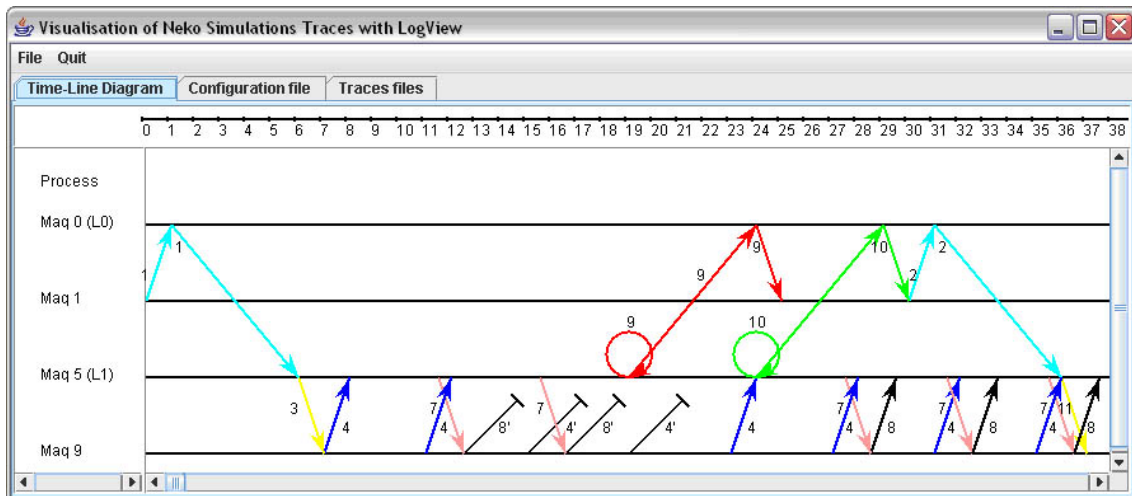 Visualisation of Neko Simulations Traces with LogView
File Quit
Time-Line Diagram Configuration file Traces files
0 1 2 3 4 5 6 7 8 9 10 11 12 13 14 15 16 17 18 19 20 21 22 23 24 25 26 27 28 29 30 31 32 33 34 35 36 37 38
Process
Maq 0 (L0)
1 9 10 2
1 9 2
Maq 1
9 10
Maq 5 (L1)
3 7 7 7 7 7 11
4 4 8' 4' 8' 4' 4 4 8 4 8 4 8
Maq 9